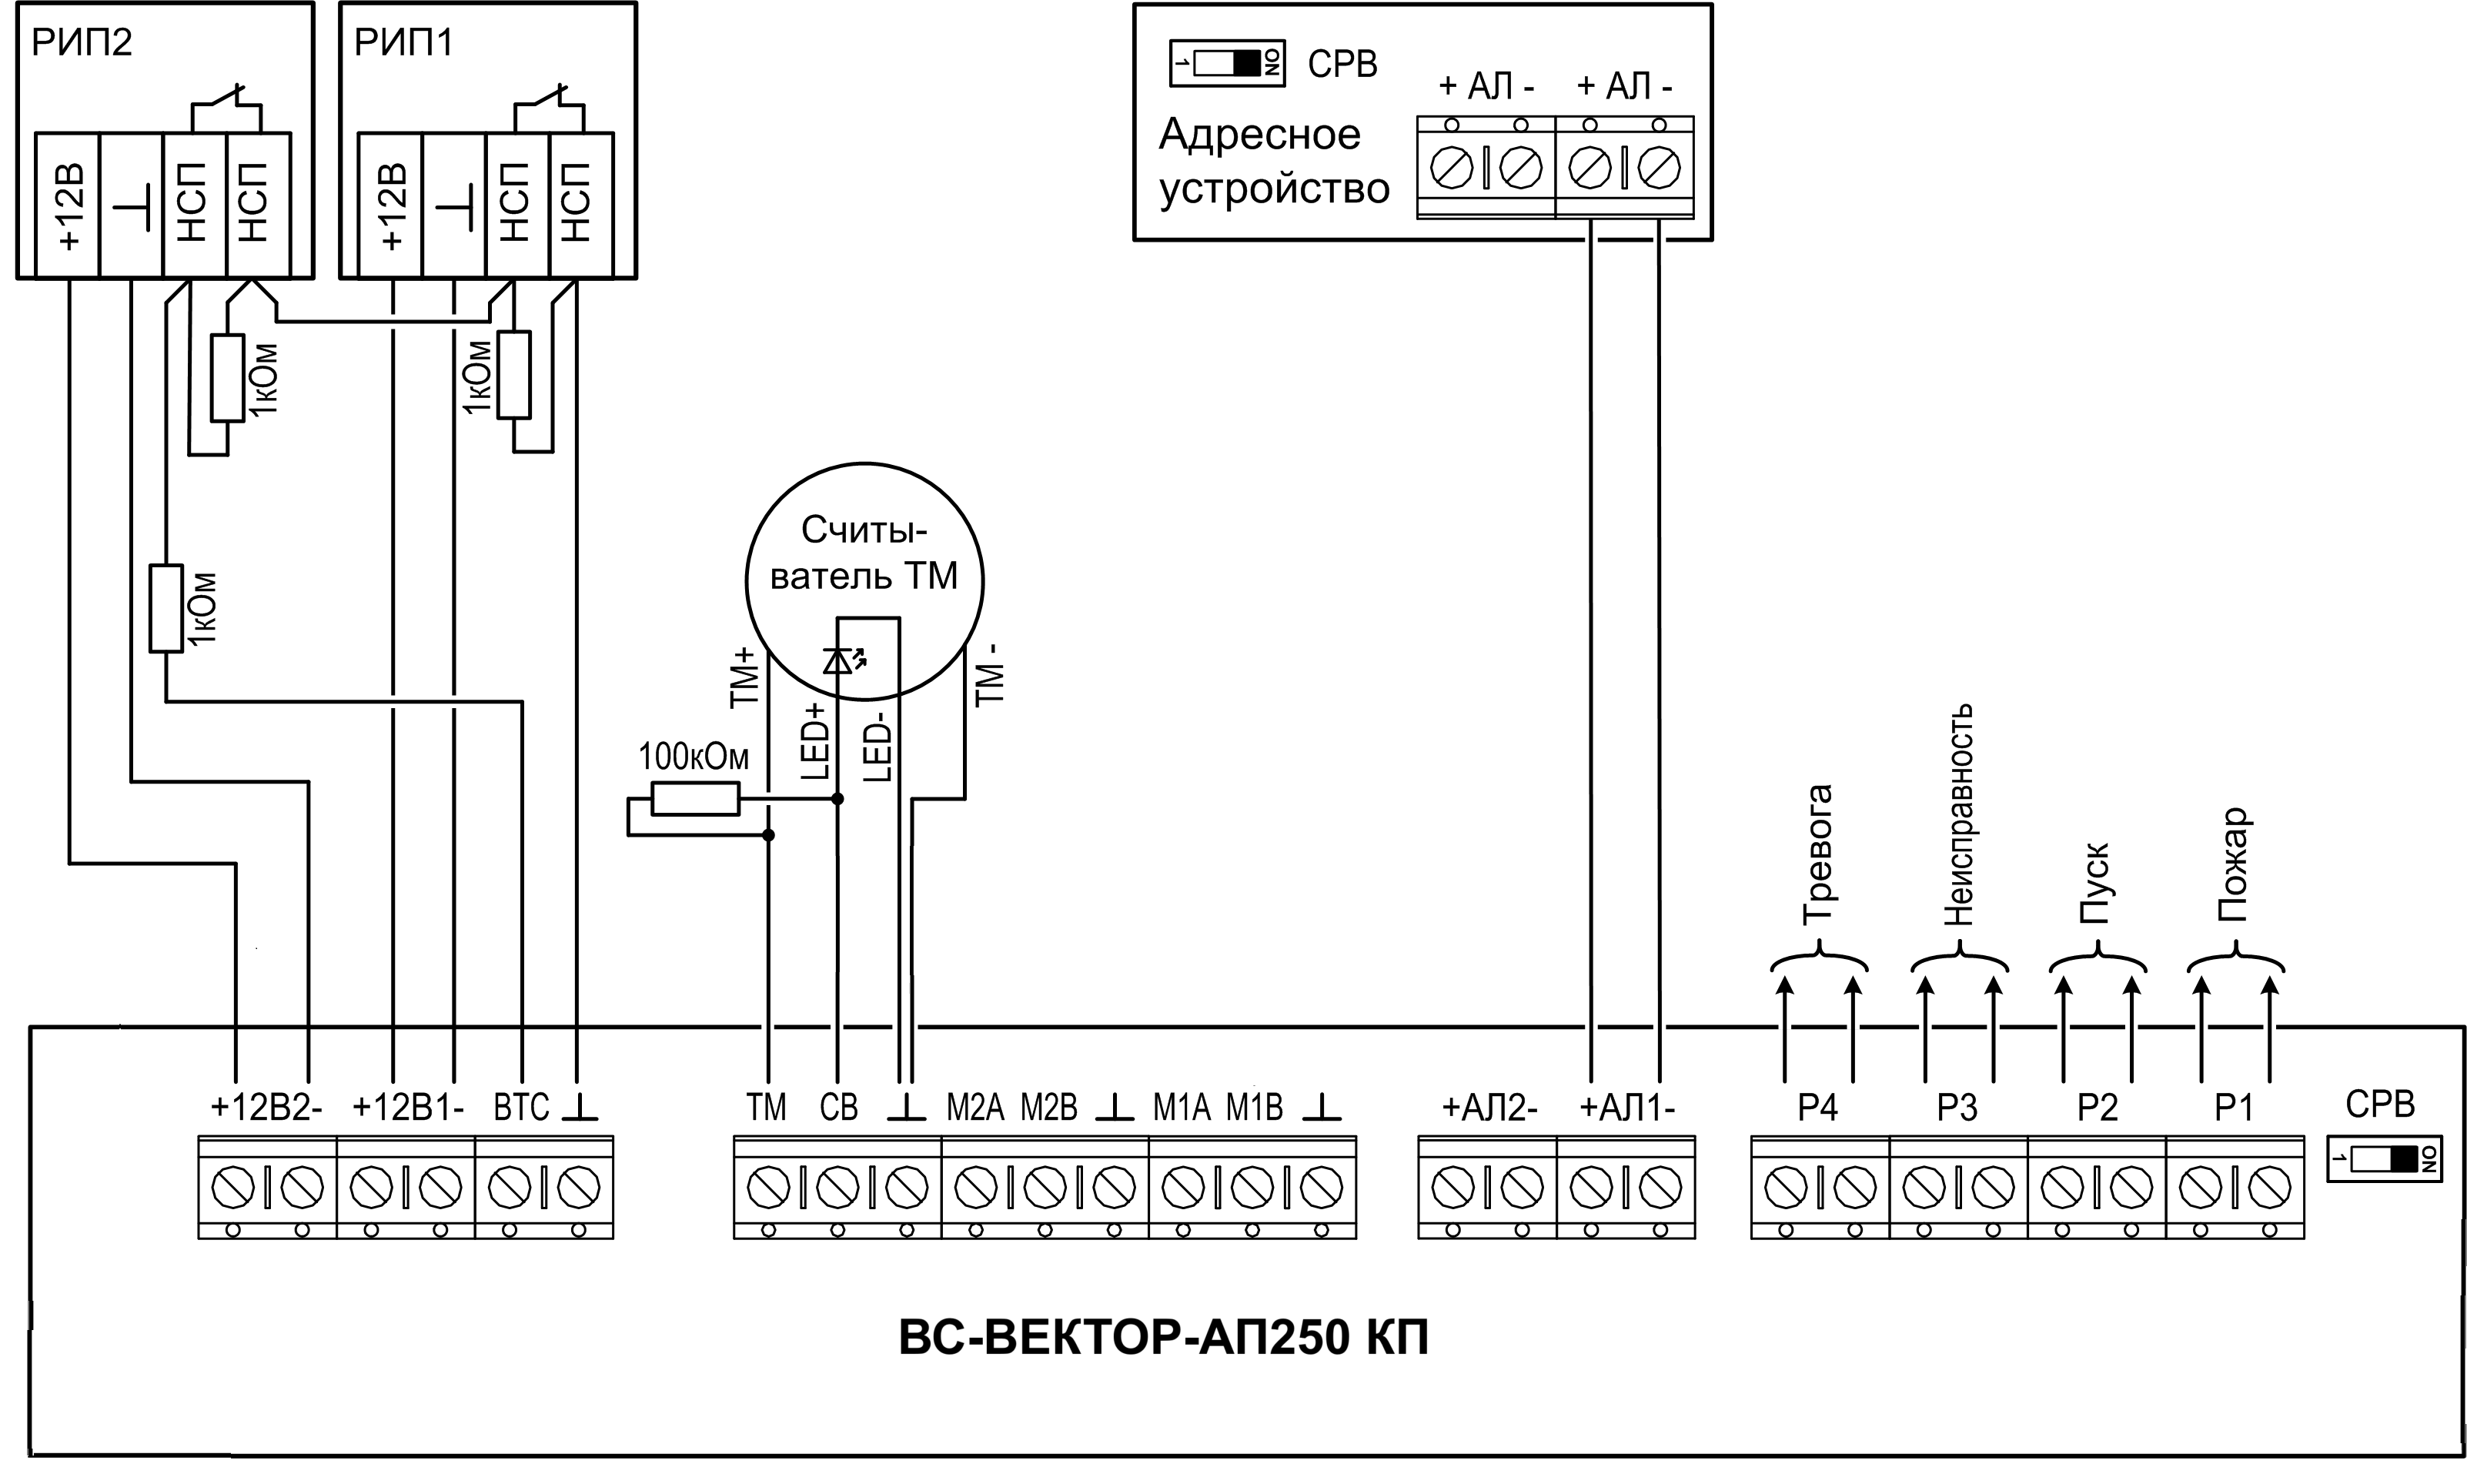 РИП2
+12В
НСП
НСП
РИП1
+12В
НСП
НСП
1
ON
СРВ
+ АЛ -
+ АЛ -
Адресное
устройство
1кОм
1кОм
1кОм
Считы-
ватель ТМ
ТМ+
LED+
LED-
ТМ -
100кОм
Тревога
Неисправность
Пуск
Пожар
+12В2-
+12В1-
ВТС
ТМ
СВ
М2А
М2В
М1А
М1В
+АЛ2-
+АЛ1-
Р4
Р3
Р2
Р1
СРВ
1
ON
ВС-ВЕКТОР-АП250 КП